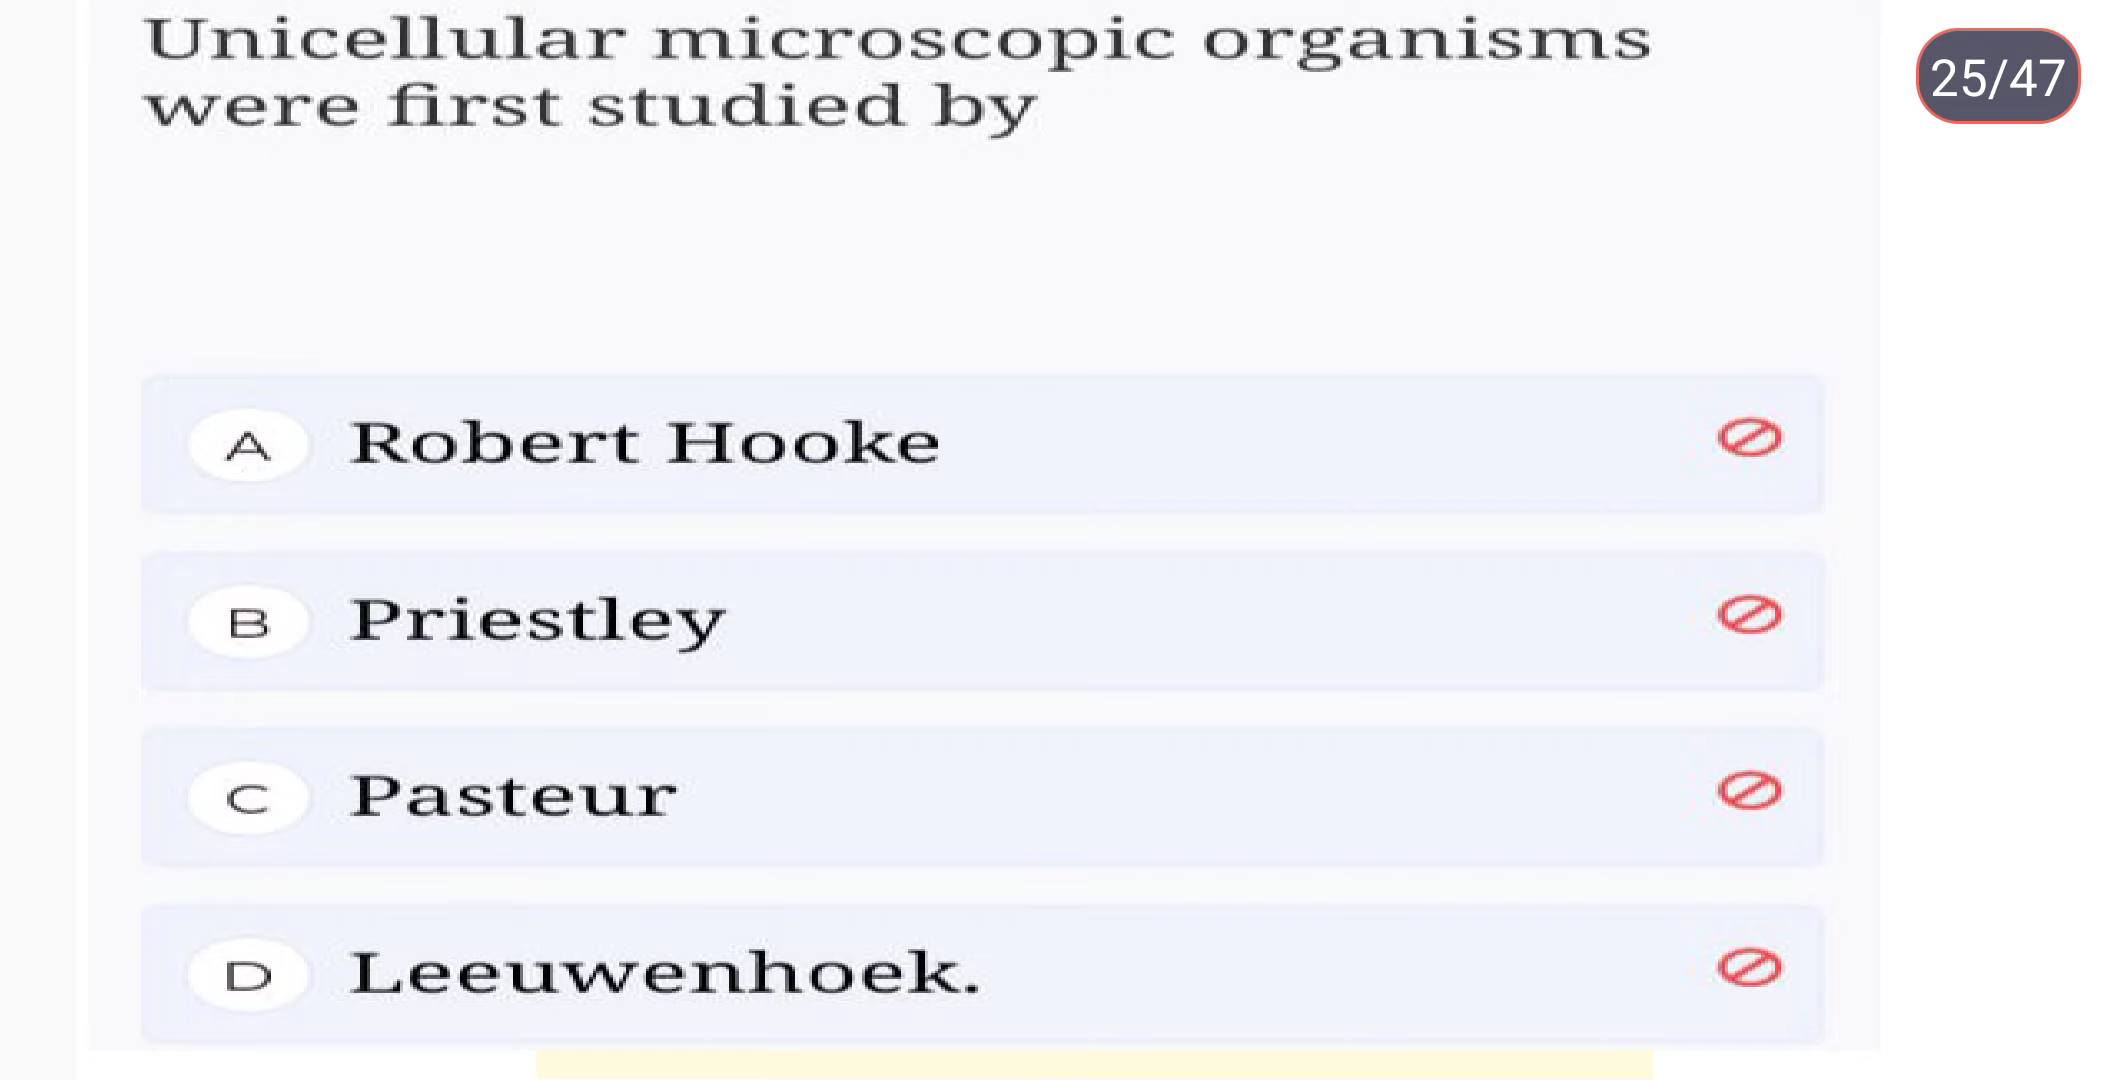 Unicellular microscopic organisms
25/47
were first studied by
A Robert Hooke
B Priestley
C Pasteur
D Leeuwenhoek.